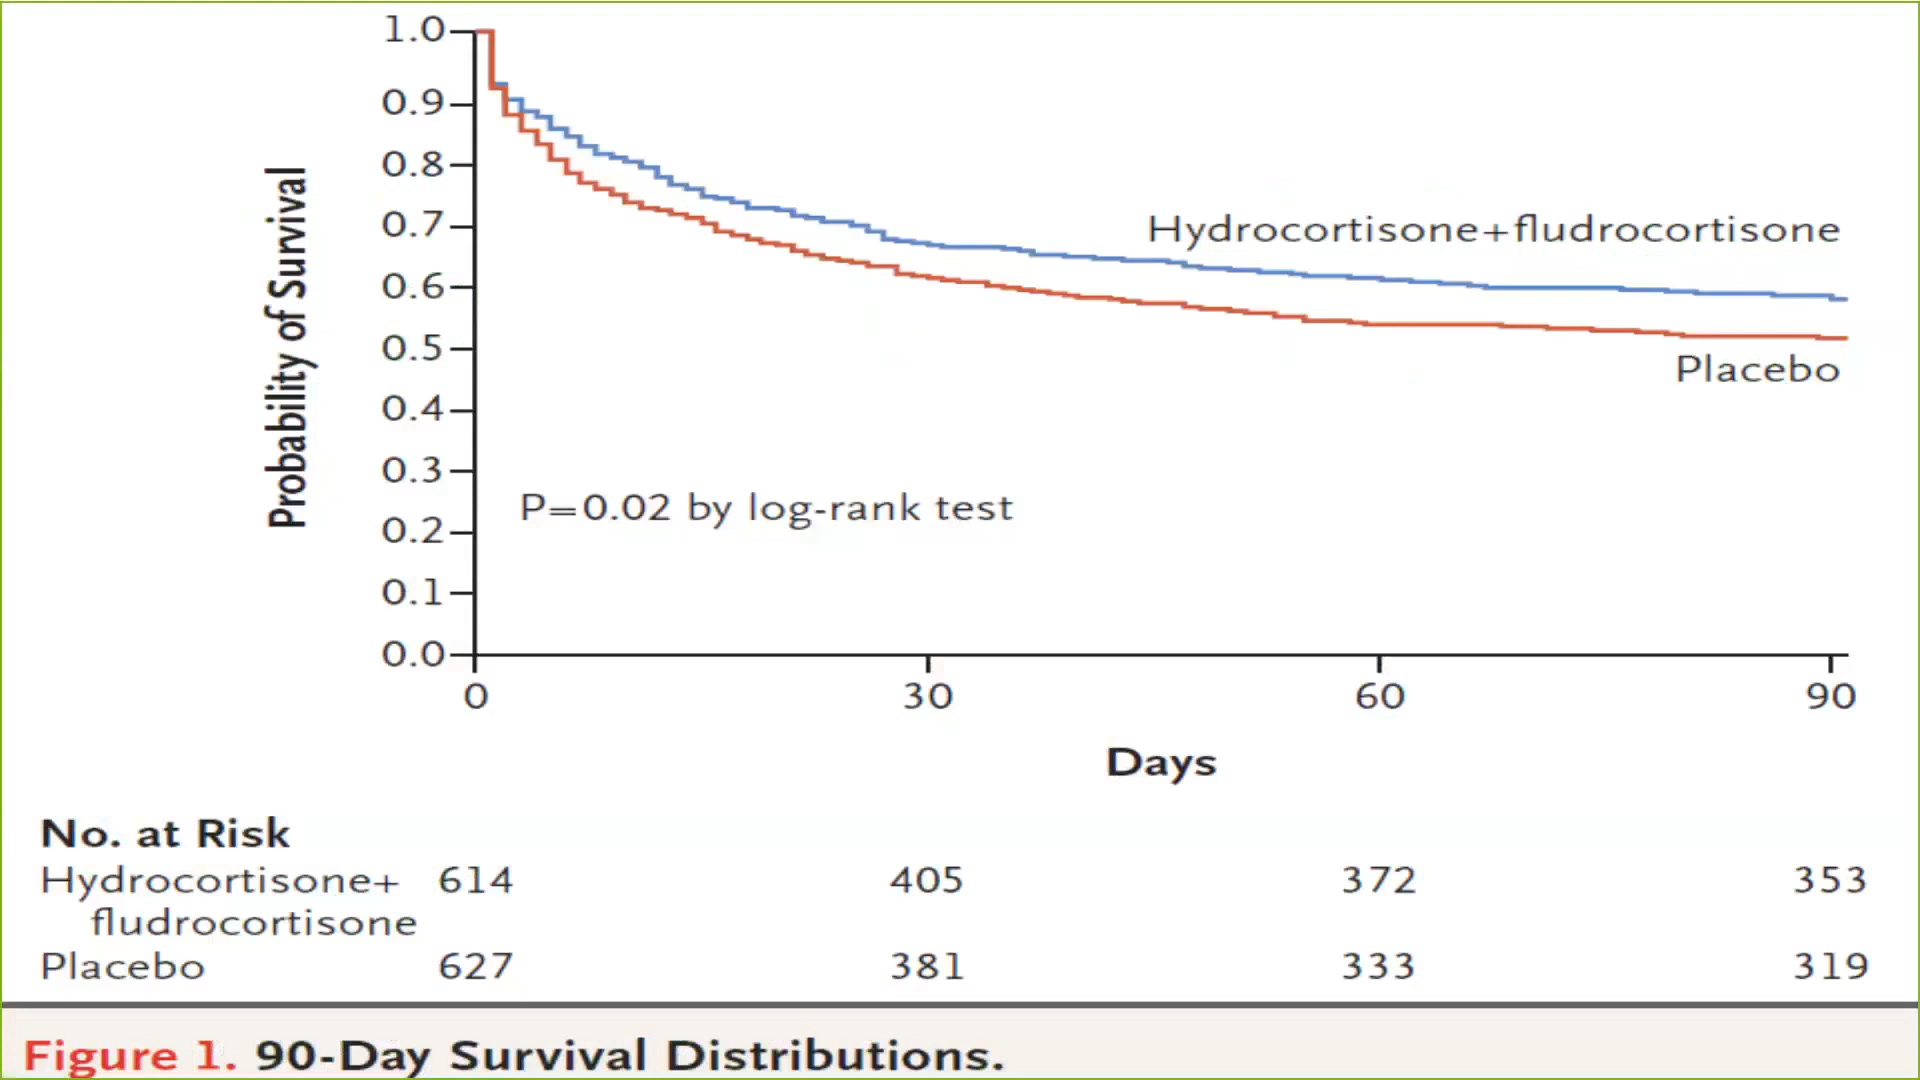 1.0
0.9
0.8
0.7
0.6
0.5
0.4
0.3
0.2
0.1
0.0
Probability of Survival
Hydrocortisone+fludrocortisone
Placebo
P=0.02 by log-rank test
0 30 60 90
Days
No. at Risk
Hydrocortisone+ 614 405 372 353
fludrocortisone
Placebo 627 381 333 319
Figure 1. 90-Day Survival Distributions.